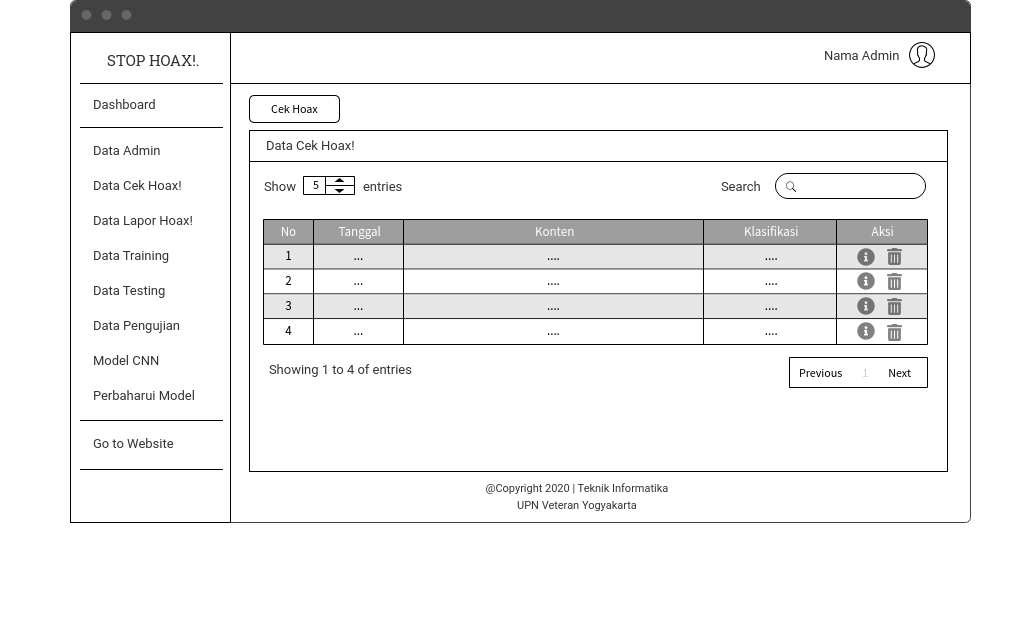 STOP HOAX!.
Nama Admin
Dashboard
Data Admin
Data Cek Hoax!
Data Lapor Hoax!
Data Training
Data Testing
Data Pengujian
Model CNN
Perbaharui Model
Go to Website
Cek Hoax
Data Cek Hoax!
Show 5 entries
Search
No Tanggal Konten Klasifikasi Aksi
1 ... .... ....
2 ... .... ....
3 ... .... ....
4 ... .... ....
Showing 1 to 4 of entries
Previous 1 Next
@Copyright 2020 | Teknik Informatika
UPN Veteran Yogyakarta